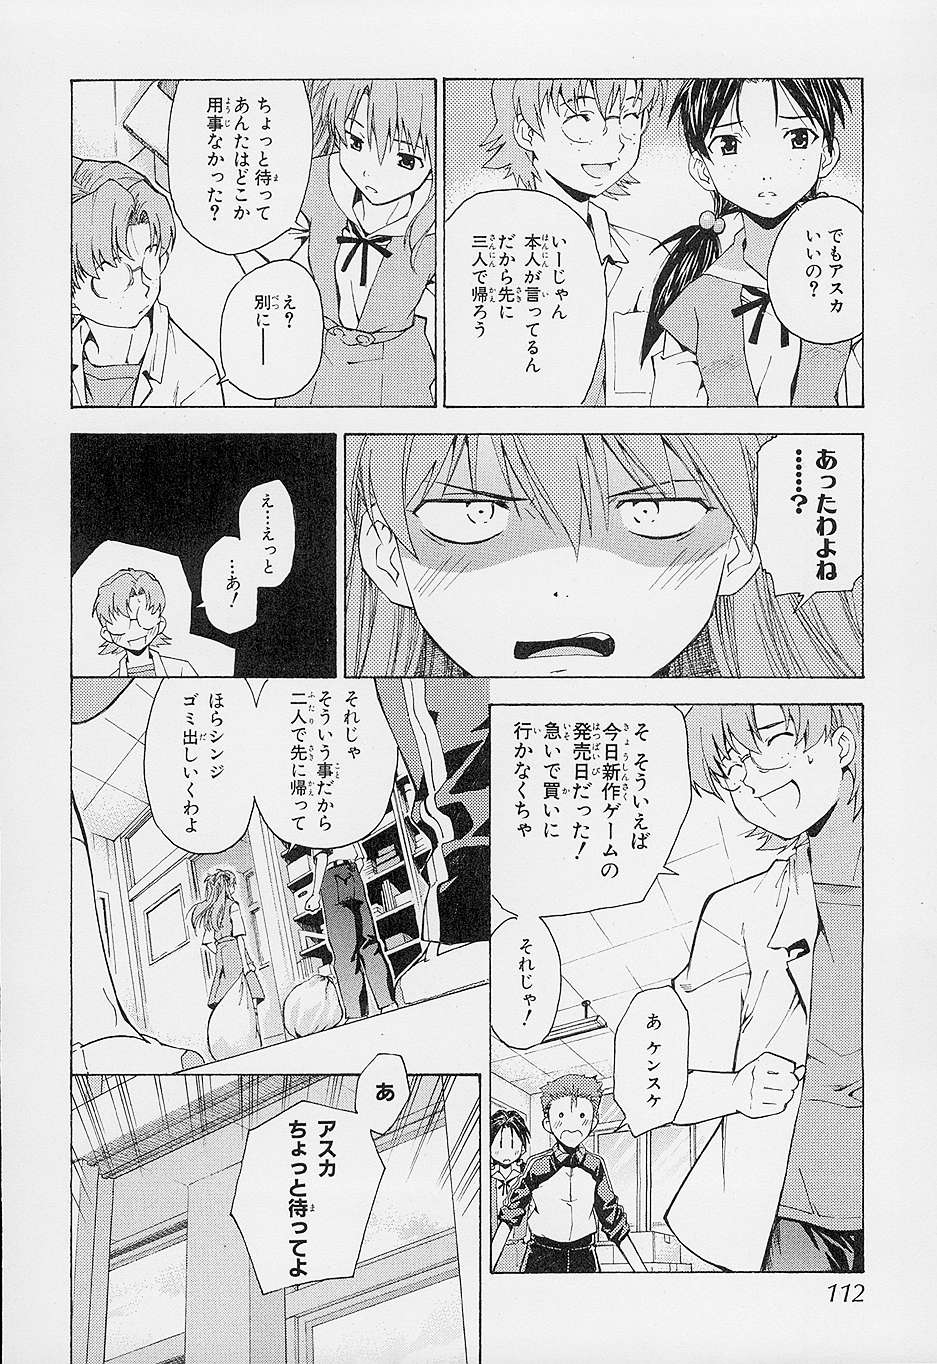 でもアスカ
いいの？
いーじゃん
本人が言ってるん
だから先に
三人で帰ろう
ちょっと待って
あんたはどこか
用事なかった？
え？
別に――
あったわよね
……？
え…えっと
…あ！
そ そういえば
今日新作ゲームの
発売日だった！
急いで買いに
行かなくちゃ
それじゃ！
あ ケンスケ
それじゃ
そういう事だから
二人で先に帰って
ほらシンジ
ゴミ出しいくわよ
あ
アスカ
ちょっと待ってよ
112